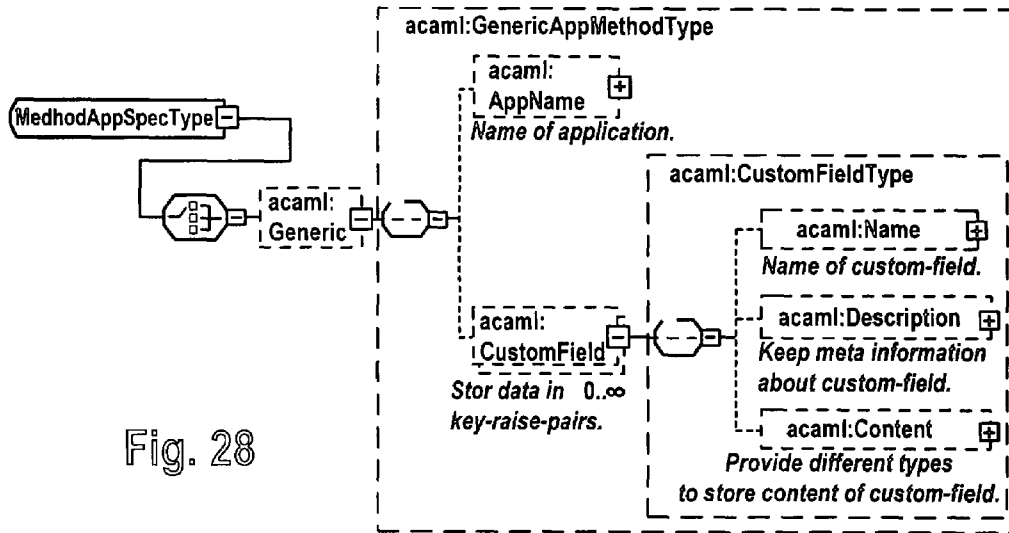 acaml:GenericAppMethodType
acaml:
AppName
Name of application.
MedhodAppSpecType
acaml:
Generic
acaml:CustomFieldType
acaml:Name
Name of custom-field.
acaml:
CustomField
Stor data in 0..∞
key-raise-pairs.
acaml:Description
Keep meta information
about custom-field.
acaml:Content
Provide different types
to store content of custom-field.
Fig. 28